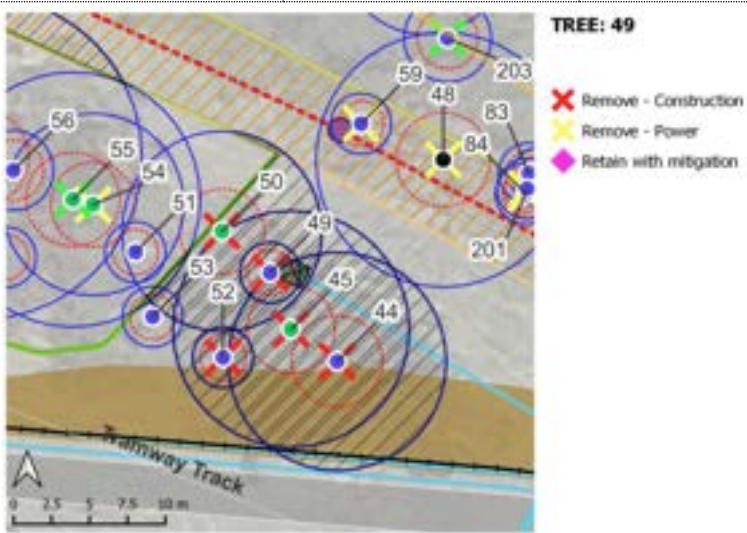 TREE: 49
Remove - Construction
Remove - Power
Retain with mitigation
203
59
48
83
84
56
55
54
51
50
49
201
53
52
45
44
Tramway Track
0 2.5 5 7.5 10 m